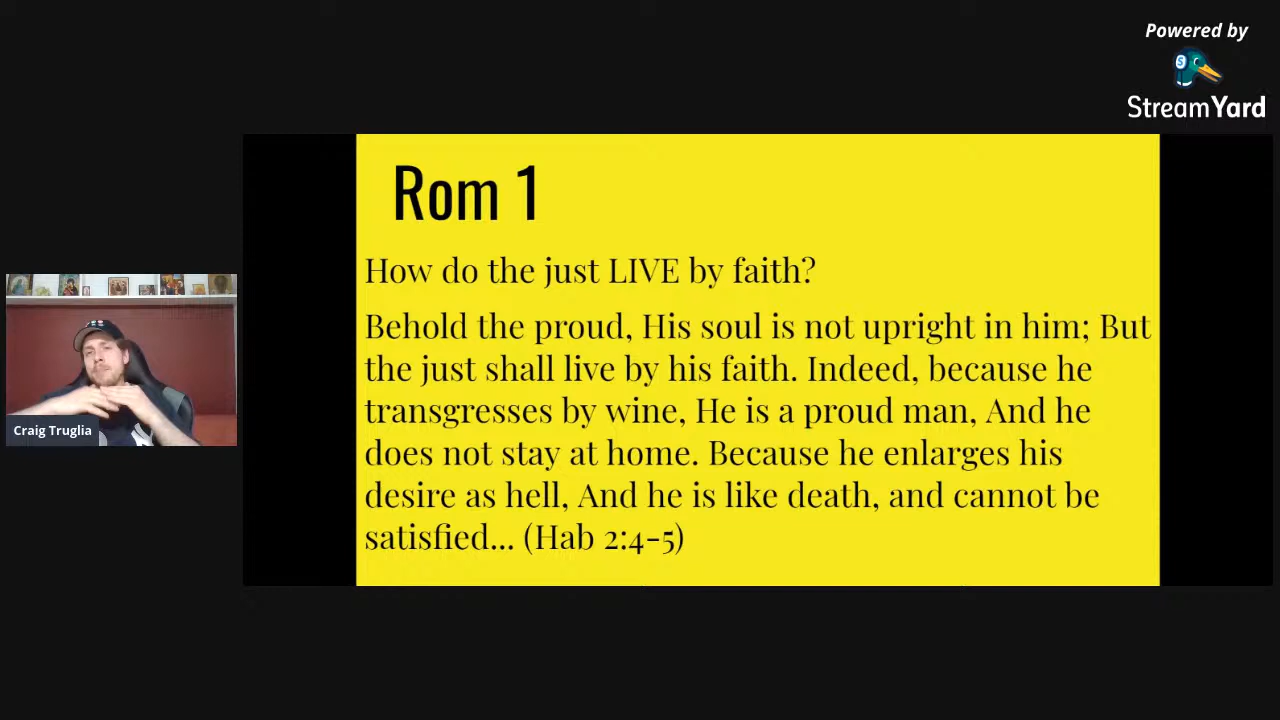 Powered by
StreamYard
Rom 1
How do the just LIVE by faith?
Behold the proud, His soul is not upright in him; But
the just shall live by his faith. Indeed, because he
transgresses by wine, He is a proud man, And he
does not stay at home. Because he enlarges his
desire as hell, And he is like death, and cannot be
satisfied... (Hab 2:4-5)
Craig Truglia